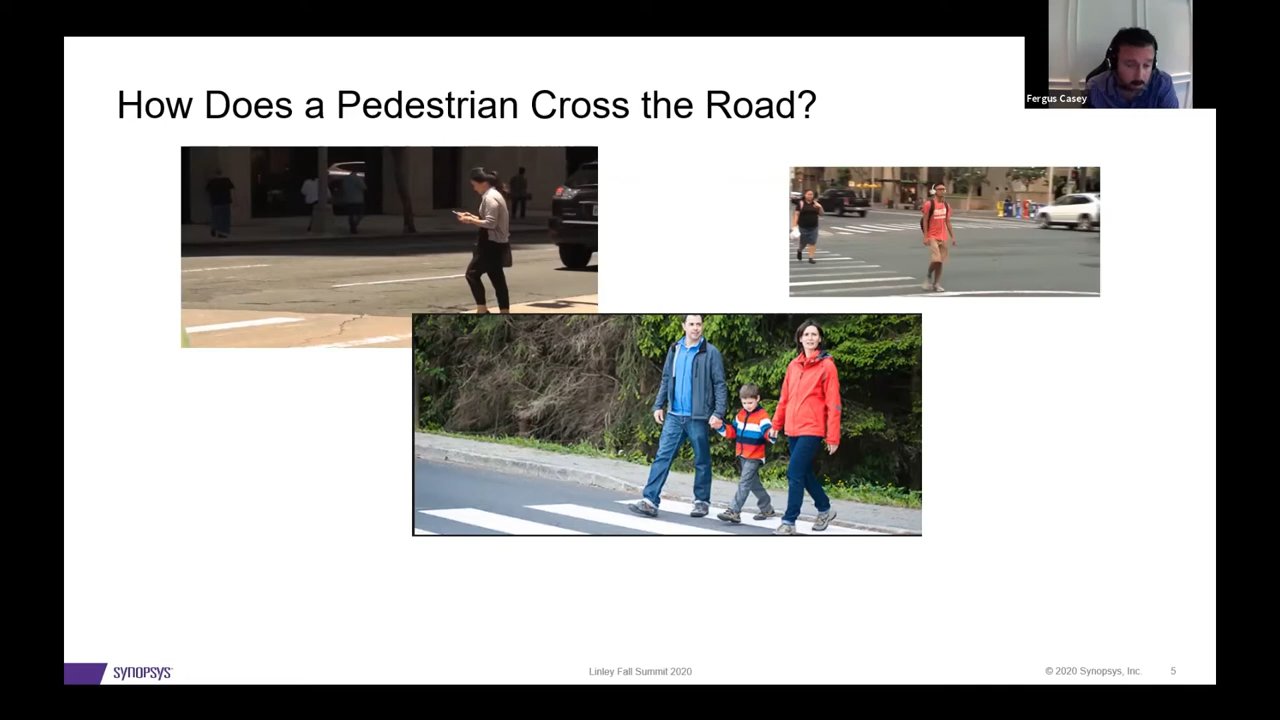 How Does a Pedestrian Cross the Road?
Fergus Casey
SYNOPSYS
Linley Fall Summit 2020
© 2020 Synopsys, Inc.
5